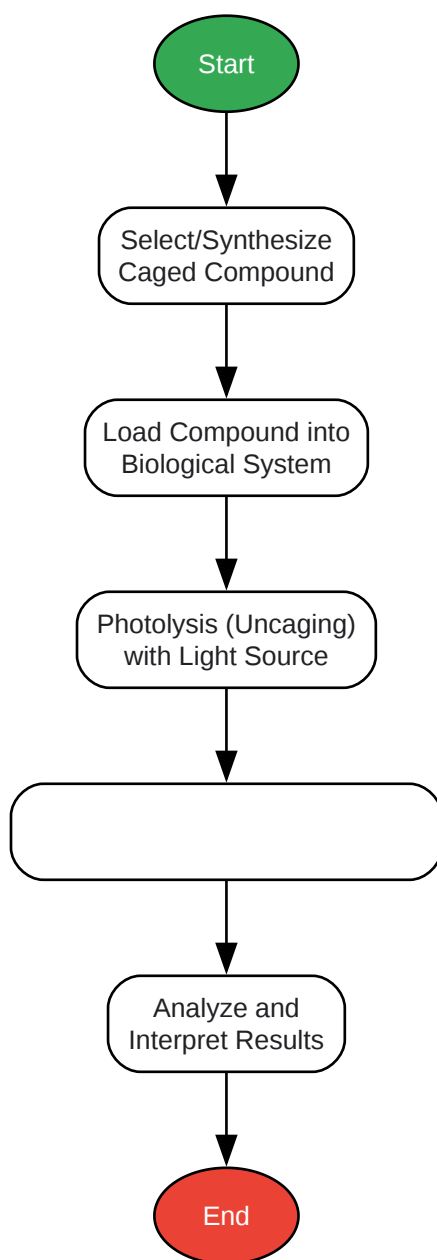 Start
Select/Synthesize
Caged Compound
Load Compound into
Biological System
Photolysis (Uncaging)
with Light Source
Analyze and
Interpret Results
End